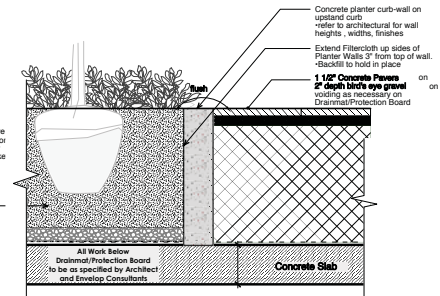 Concrete planter curb-wall on
upstand curb
•refer to architectural for wall
heights , widths, finishes
Extend Filtercloth up sides of
Planter Walls 3" from top of wall.
•Backfill to hold in place
1 1/2" Concrete Pavers on
2" depth bird's eye gravel on
voiding as necessary on
Drainmat/Protection Board
flush
All Work Below
Drainmat/Protection Board
to be as specified by Architect
and Envelop Consultants
Concrete Slab